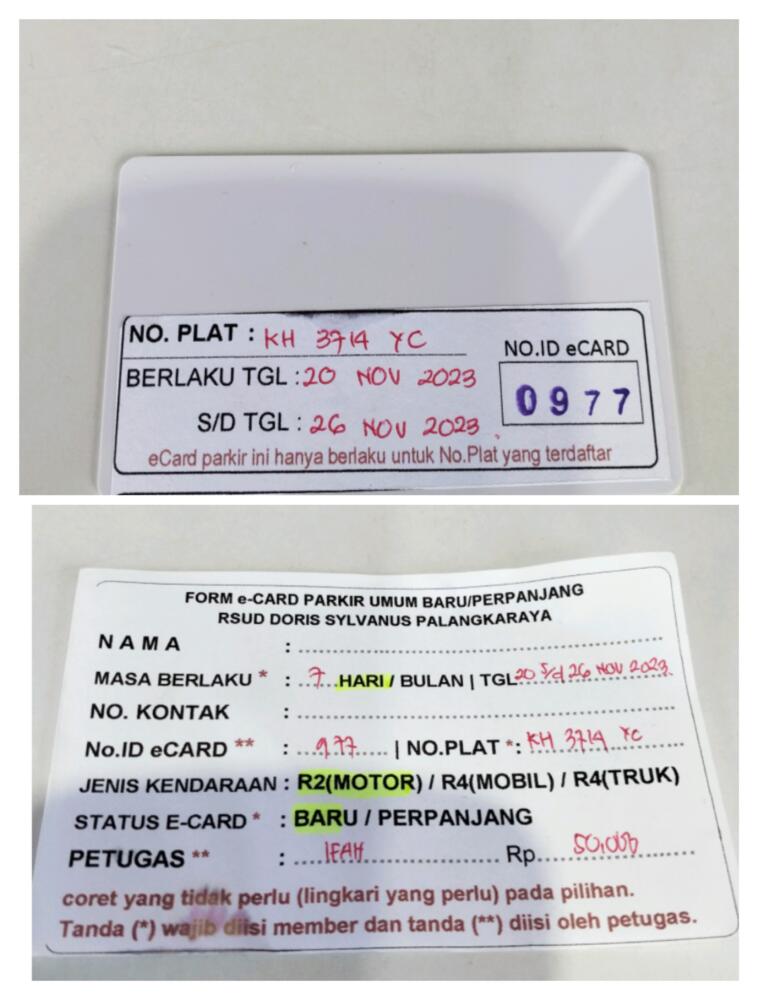 NO. PLAT : KH 3714 YC
BERLAKU TGL : 20 NOV 2023
S/D TGL : 26 NOV 2023
NO.ID eCARD
0977
eCard parkir ini hanya berlaku untuk No.Plat yang terdaftar
FORM e-CARD PARKIR UMUM BARU/PERPANJANG
RSUD DORIS SYLVANUS PALANGKARAYA
NAMA :
MASA BERLAKU * : 7 HARI / BULAN | TGL 20 S/d 26 NOV 2023
NO. KONTAK :
No.ID eCARD ** : 977 | NO.PLAT *: KH 3714 YC
JENIS KENDARAAN : R2(MOTOR) / R4(MOBIL) / R4(TRUK)
STATUS E-CARD * : BARU / PERPANJANG
PETUGAS ** : IFAH Rp. 50,000
coret yang tidak perlu (lingkari yang perlu) pada pilihan.
Tanda (*) wajib diisi member dan tanda (**) diisi oleh petugas.